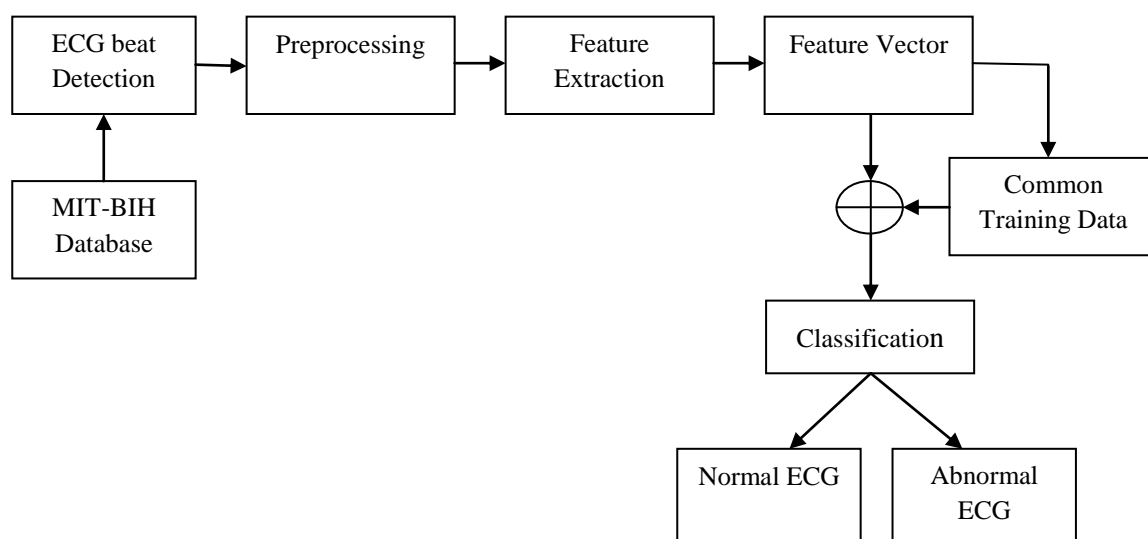 ECG beat
Detection
Preprocessing
Feature
Extraction
Feature Vector
MIT-BIH
Database
Common
Training Data
Classification
Normal ECG
Abnormal
ECG